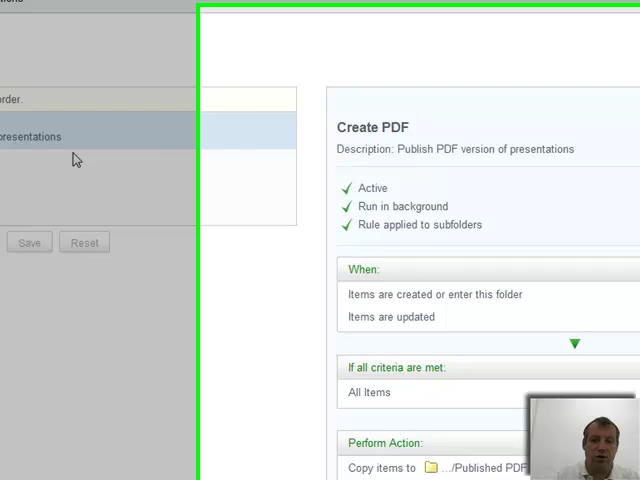 order.
presentations
Save
Reset
Create PDF
Description: Publish PDF version of presentations
Active
Run in background
Rule applied to subfolders
When:
Items are created or enter this folder
Items are updated
If all criteria are met:
All Items
Perform Action:
Copy items to .../Published PDF